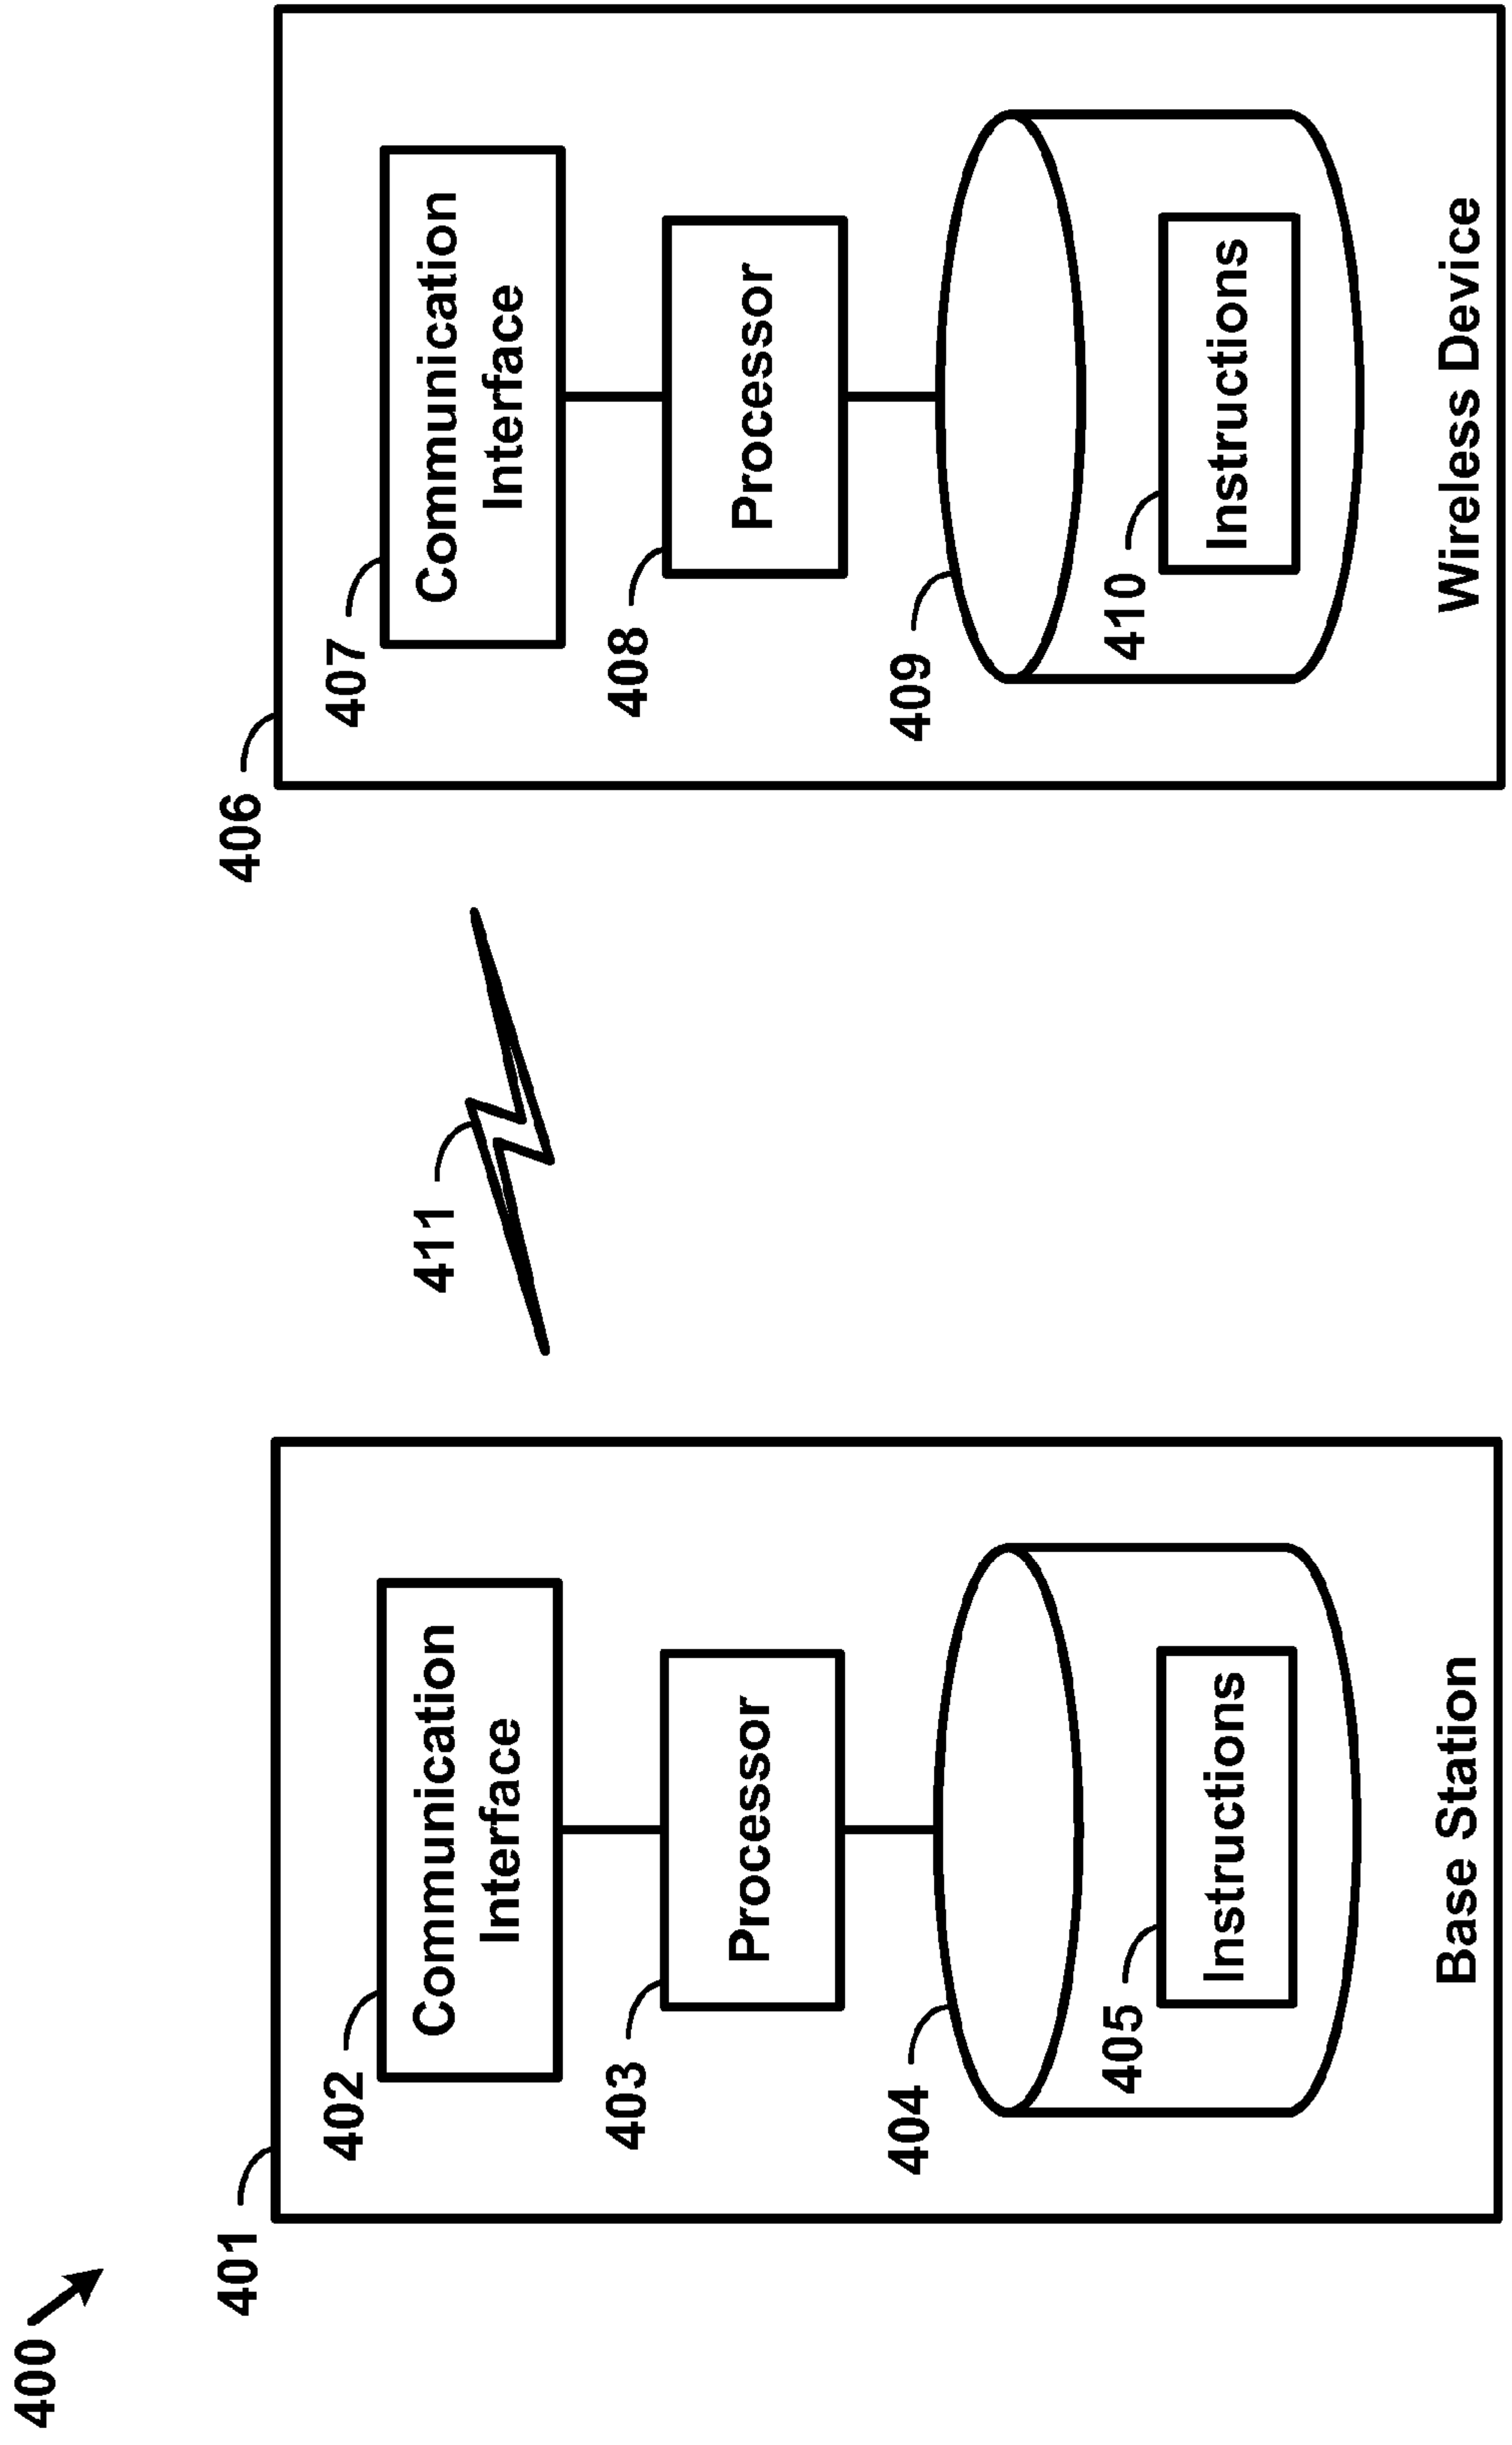 400
401
402
Communication
Interface
403
Processor
404
405
Instructions
Base Station
411
406
407
Communication
Interface
408
Processor
409
410
Instructions
Wireless Device